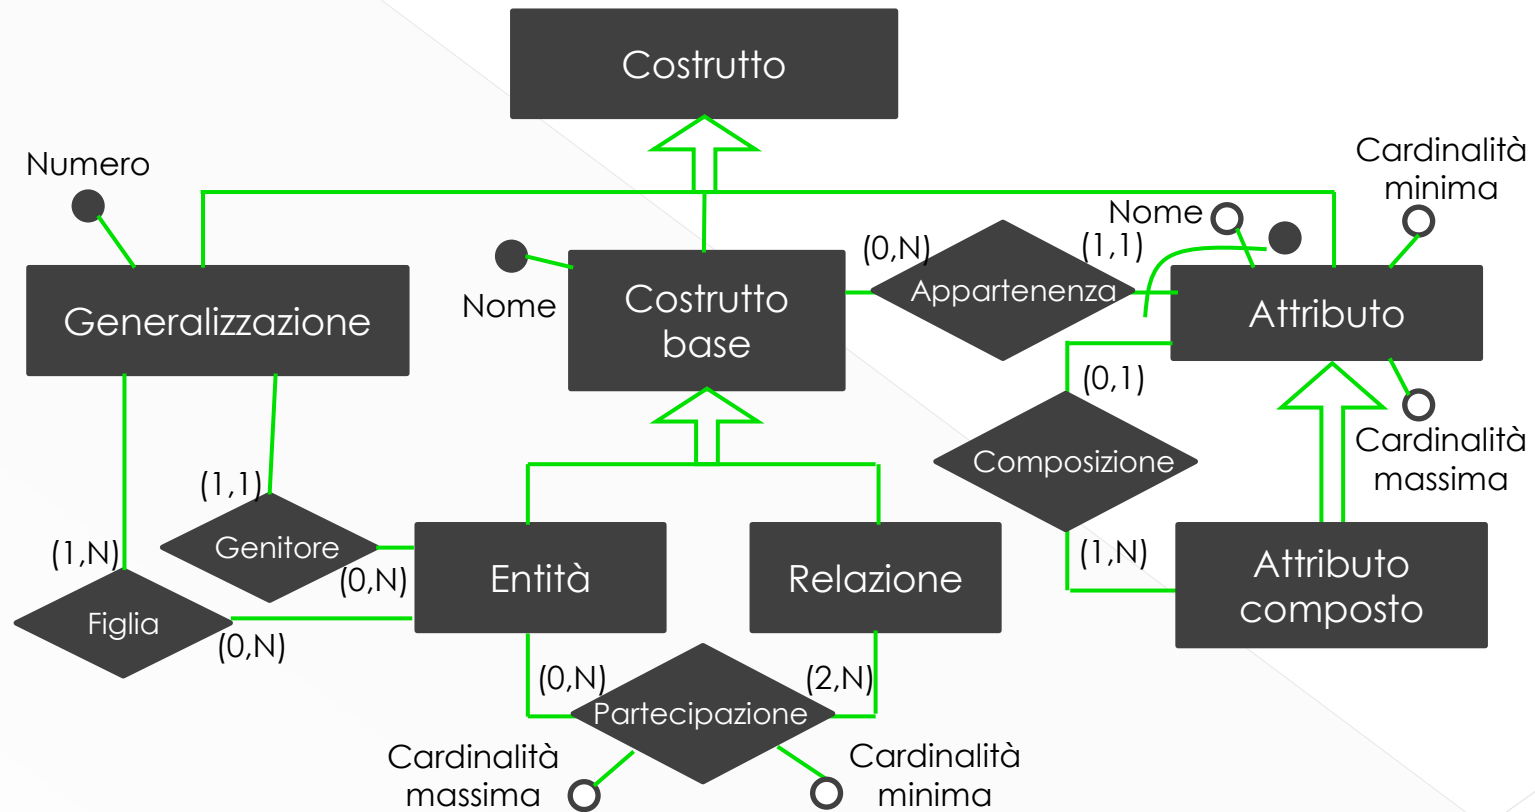 Costrutto
Numero
Cardinalità
minima
Nome
(0,N)
(1,1)
Nome
Generalizzazione
Costrutto
base
Appartenenza
Attributo
(0,1)
Cardinalità
massima
Composizione
(1,1)
Genitore
(1,N)
(0,N)
Entità
Relazione
(1,N)
Attributo
composto
Figlia
(0,N)
(0,N)
(2,N)
Partecipazione
Cardinalità
massima
Cardinalità
minima